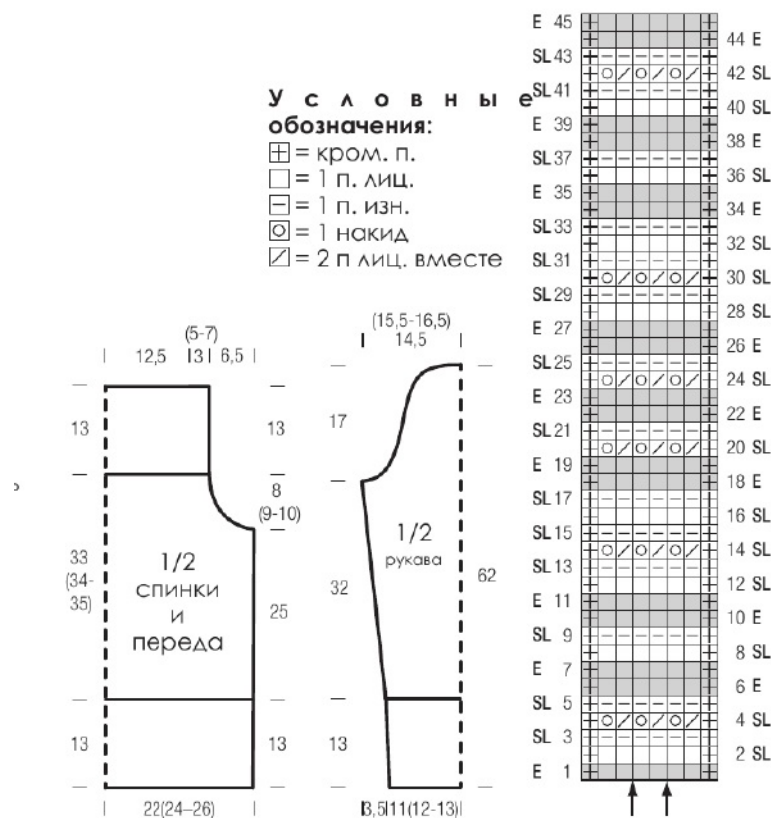 У с л о в н ы е
обозначения:
+ = кром. п.
= 1 п. лиц.
– = 1 п. изн.
O = 1 накид
/ = 2 п лиц. вместе
(5-7)
12,5 3 6,5
13
13
8
(9-10)
33
(34-
35)
1/2
спинки
и
переда
25
13
13
22(24–26)
(15,5-16,5)
14,5
17
1/2
рукава
32
62
13
3,5 11(12-13)
E 45
44 E
SL 43
42 SL
SL 41
40 SL
E 39
38 E
SL 37
36 SL
E 35
34 E
SL 33
32 SL
SL 31
30 SL
SL 29
28 SL
E 27
26 E
SL 25
24 SL
E 23
22 E
SL 21
20 SL
E 19
18 E
SL 17
16 SL
SL 15
14 SL
SL 13
12 SL
E 11
10 E
SL 9
8 SL
E 7
6 E
SL 5
4 SL
SL 3
2 SL
E 1